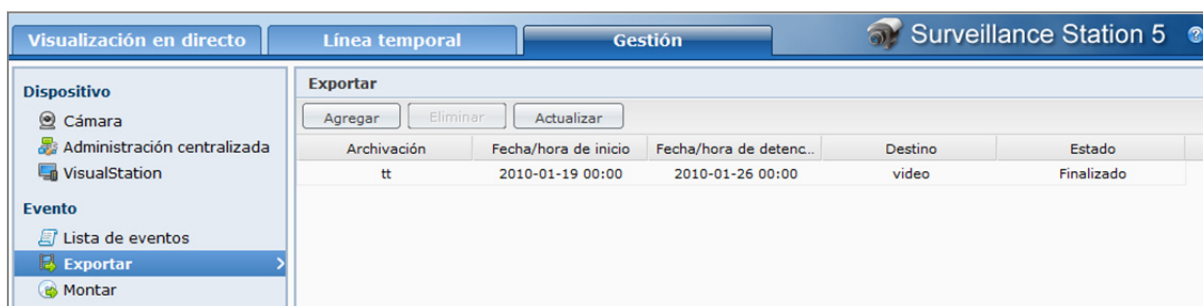 Visualización en directo
Línea temporal
Gestión
Surveillance Station 5
?
Dispositivo
Cámara
Administración centralizada
VisualStation
Evento
Lista de eventos
Exportar
Montar
Exportar
Agregar
Eliminar
Actualizar
Archivación Fecha/hora de inicio Fecha/hora de detenc... Destino Estado
tt 2010-01-19 00:00 2010-01-26 00:00 video Finalizado